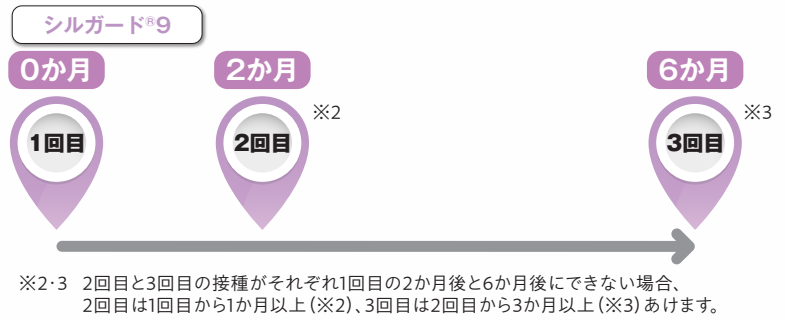 シルガード®9
0か月 2か月 6か月
※2 ※3
1回目 2回目 3回目
※2・3 2回目と3回目の接種がそれぞれ1回目の2か月後と6か月後にできない場合、
2回目は1回目から1か月以上（※2）、3回目は2回目から3か月以上（※3）あけます。